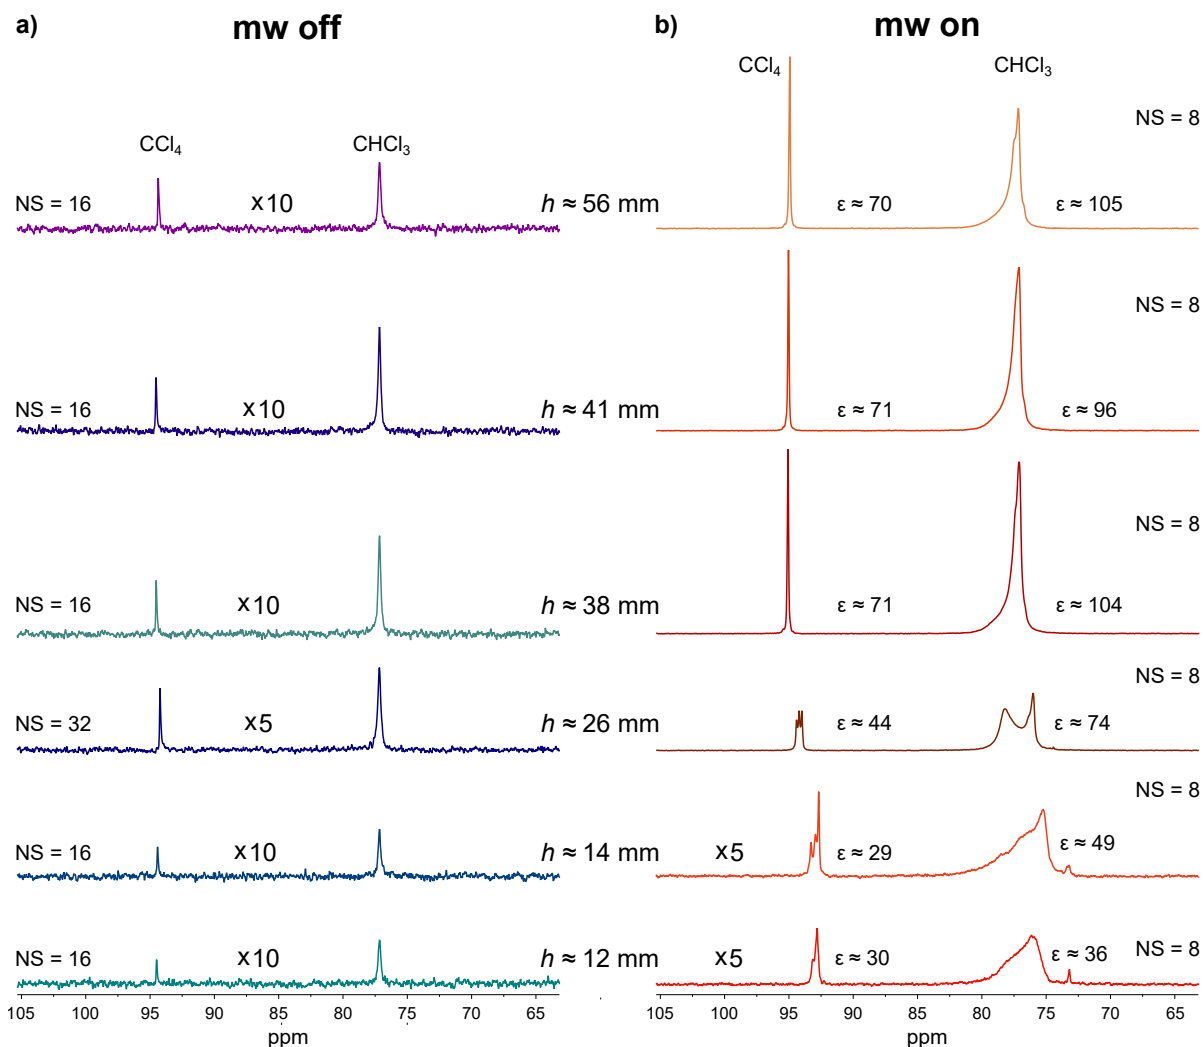 a) mw off
b) mw on
CCl₄ CHCl₃
NS = 8
CCl₄ CHCl₃
NS = 16 x10 h ≈ 56 mm ε ≈ 70 ε ≈ 105
NS = 8
NS = 16 x10 h ≈ 41 mm ε ≈ 71 ε ≈ 96
NS = 8
NS = 16 x10 h ≈ 38 mm ε ≈ 71 ε ≈ 104
NS = 8
NS = 32 x5 h ≈ 26 mm ε ≈ 44 ε ≈ 74
NS = 8
NS = 16 x10 h ≈ 14 mm x5 ε ≈ 29 ε ≈ 49
NS = 16 x10 h ≈ 12 mm x5 ε ≈ 30 ε ≈ 36 NS = 8
105 100 95 90 85 80 75 70 65
ppm
105 100 95 90 85 80 75 70 65
ppm